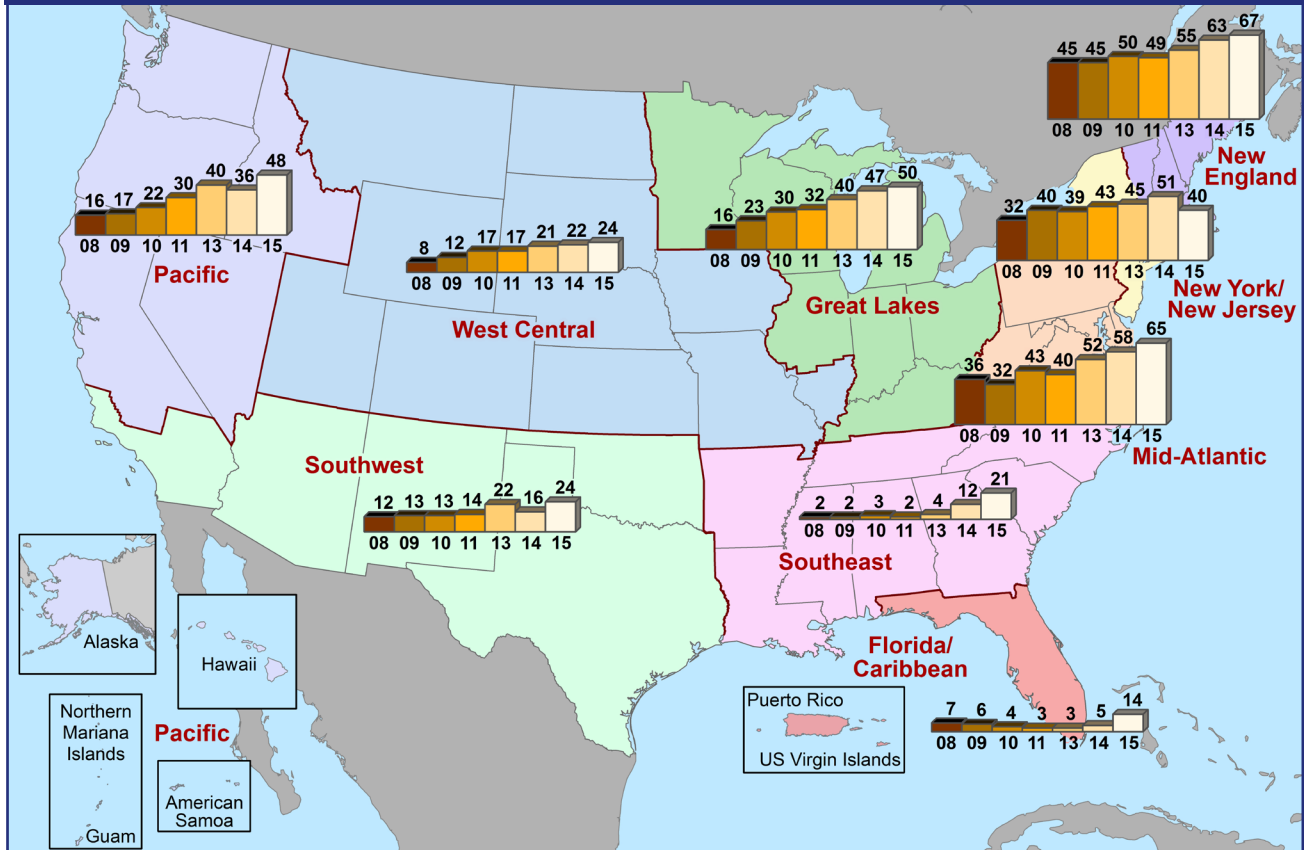 45 45 50 49 55 63 67
08 09 10 11 13 14 15
New
England
16 17 22 30 40 36 48
08 09 10 11 13 14 15
Pacific
8 12 17 17 21 22 24
08 09 10 11 13 14 15
West Central
16 23 30 32 40 47 50
08 09 10 11 13 14 15
Great Lakes
32 40 39 43 45 51 40
08 09 10 11 13 14 15
New York/
New Jersey
36 32 43 40 52 58 65
08 09 10 11 13 14 15
Mid-Atlantic
Southwest
12 13 13 14 22 16 24
08 09 10 11 13 14 15
2 2 3 2 4 12 21
08 09 10 11 13 14 15
Southeast
Florida/
Caribbean
7 6 4 3 3 5 14
08 09 10 11 13 14 15
Alaska
Hawaii
Northern
Mariana
Islands
Guam
Pacific
American
Samoa
Puerto Rico
US Virgin Islands